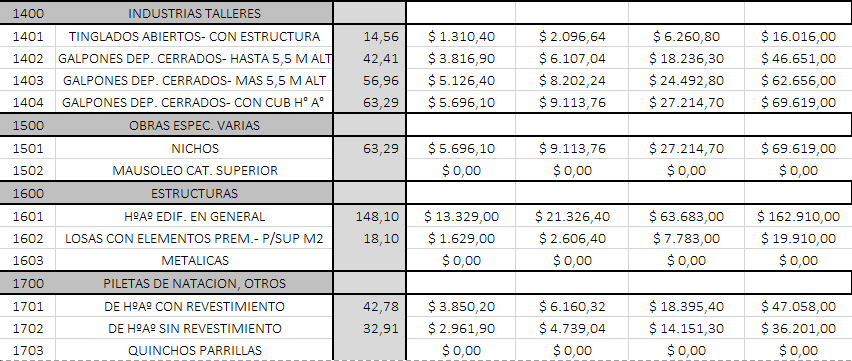 1400 INDUSTRIAS TALLERES
1401 TINGLADOS ABIERTOS- CON ESTRUCTURA 14,56 $ 1.310,40 $ 2.096,64 $ 6.260,80 $ 16.016,00
1402 GALPONES DEP. CERRADOS- HASTA 5,5 M ALT 42,41 $ 3.816,90 $ 6.107,04 $ 18.236,30 $ 46.651,00
1403 GALPONES DEP. CERRADOS- MAS 5,5 M ALT 56,96 $ 5.126,40 $ 8.202,24 $ 24.492,80 $ 62.656,00
1404 GALPONES DEP. CERRADOS- CON CUB H° A° 63,29 $ 5.696,10 $ 9.113,76 $ 27.214,70 $ 69.619,00
1500 OBRAS ESPEC. VARIAS
1501 NICHOS 63,29 $ 5.696,10 $ 9.113,76 $ 27.214,70 $ 69.619,00
1502 MAUSOLEO CAT. SUPERIOR $ 0,00 $ 0,00 $ 0,00 $ 0,00
1600 ESTRUCTURAS
1601 HºAº EDIF. EN GENERAL 148,10 $ 13.329,00 $ 21.326,40 $ 63.683,00 $ 162.910,00
1602 LOSAS CON ELEMENTOS PREM.- P/SUP M2 18,10 $ 1.629,00 $ 2.606,40 $ 7.783,00 $ 19.910,00
1603 METALICAS $ 0,00 $ 0,00 $ 0,00 $ 0,00
1700 PILETAS DE NATACION, OTROS
1701 DE HºAº CON REVESTIMIENTO 42,78 $ 3.850,20 $ 6.160,32 $ 18.395,40 $ 47.058,00
1702 DE HºAº SIN REVESTIMIENTO 32,91 $ 2.961,90 $ 4.739,04 $ 14.151,30 $ 36.201,00
1703 QUINCHOS PARRILLAS $ 0,00 $ 0,00 $ 0,00 $ 0,00